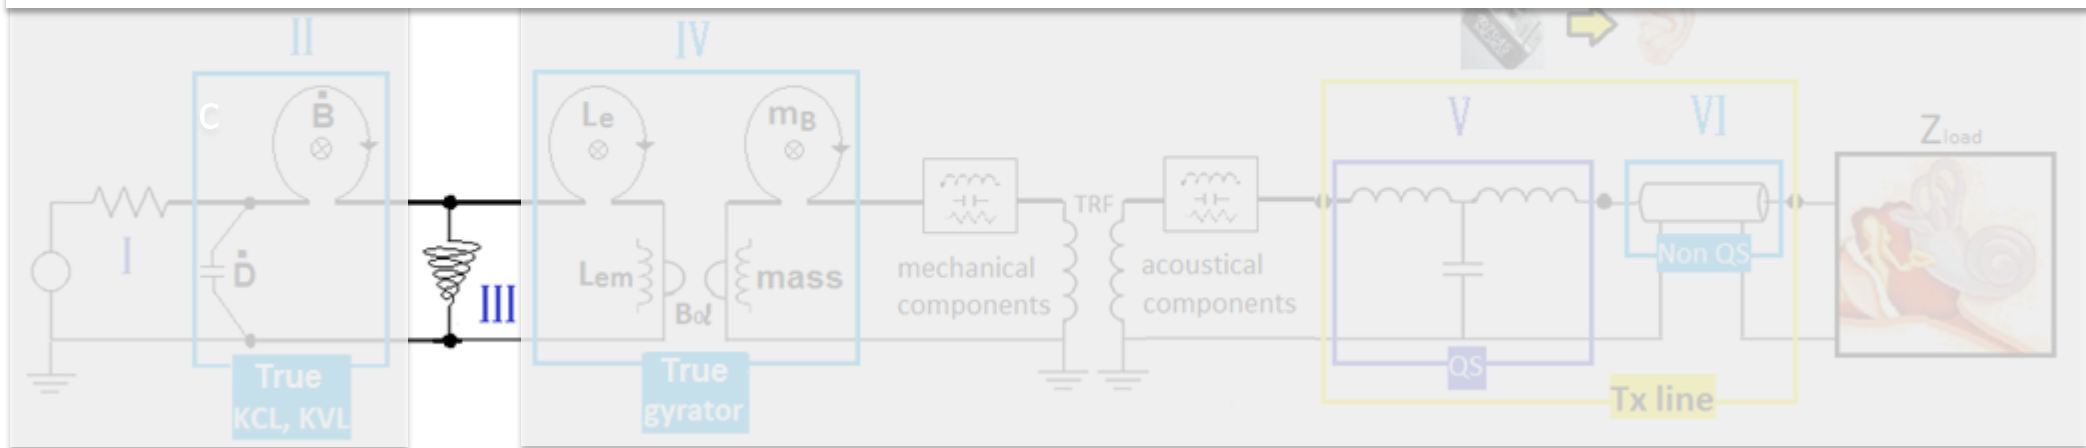 II
IV
V
VI
C
Ḃ
Le
mB
Zload
I
Ḋ
III
Lem
B0ℓ
mass
mechanical
components
TRF
acoustical
components
Non QS
QS
True
KCL, KVL
True
gyrator
Tx line